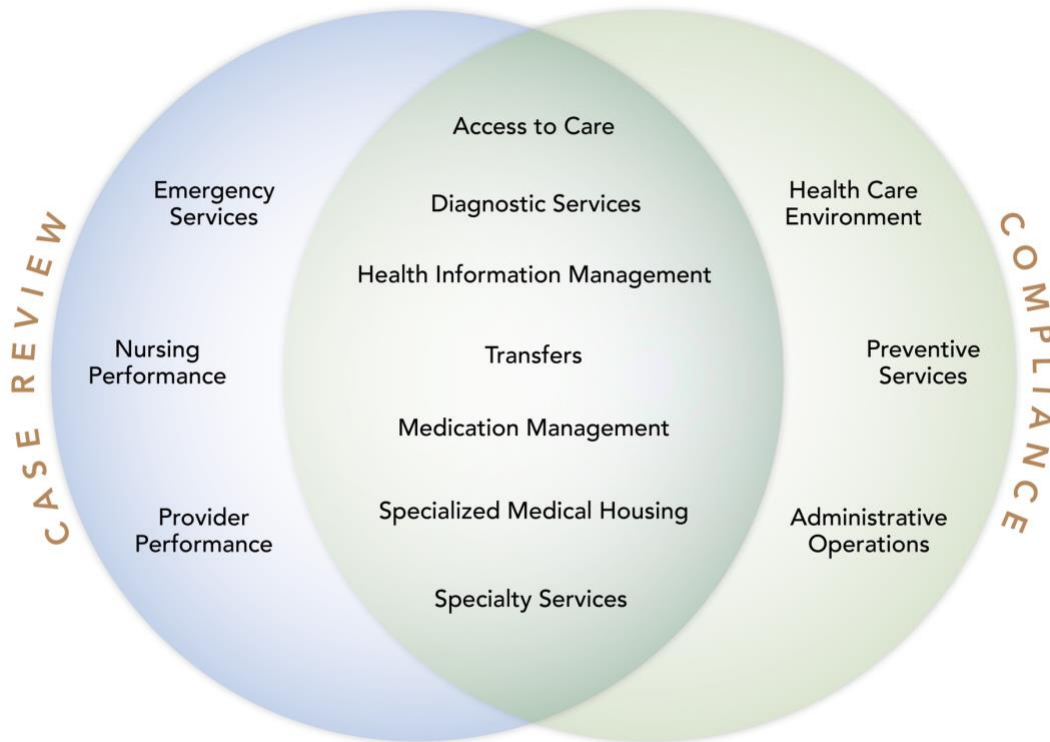 CASE REVIEW
Emergency
Services
Nursing
Performance
Provider
Performance
Access to Care
Diagnostic Services
Health Information Management
Transfers
Medication Management
Specialized Medical Housing
Specialty Services
Health Care
Environment
Preventive
Services
Administrative
Operations
COMPLIANCE